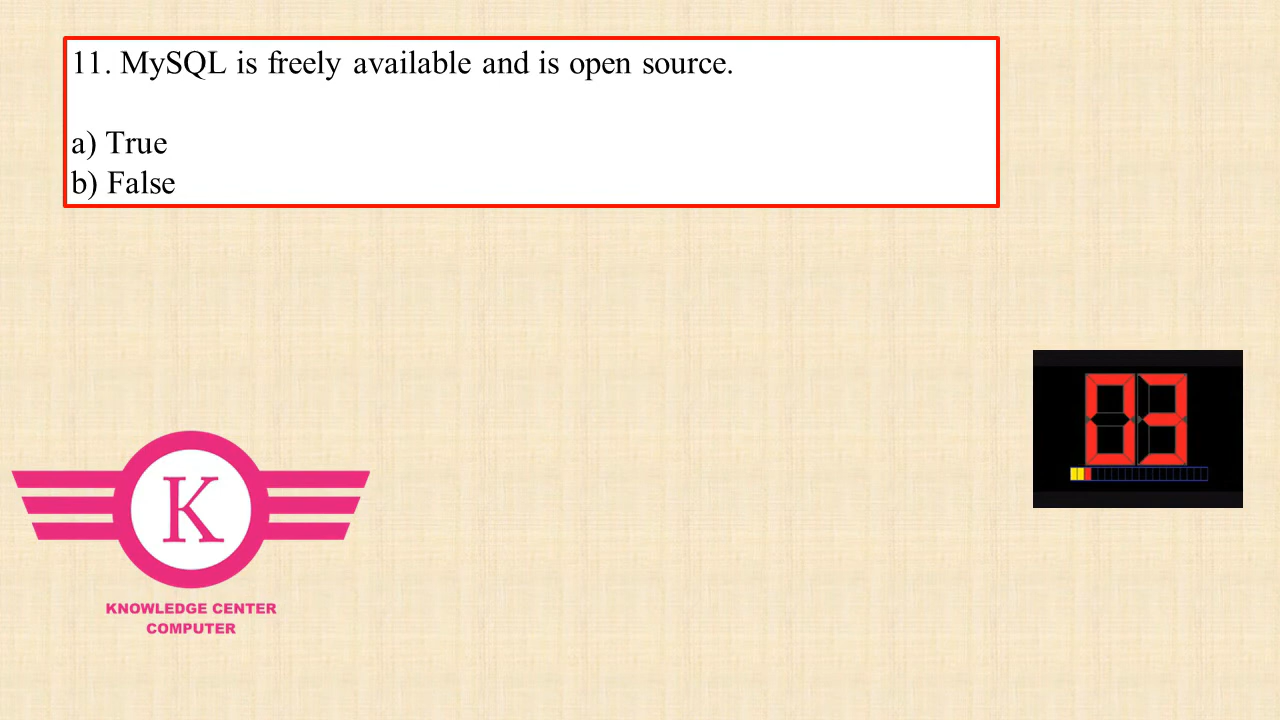 11. MySQL is freely available and is open source.
a) True
b) False
03
K
KNOWLEDGE CENTER
COMPUTER